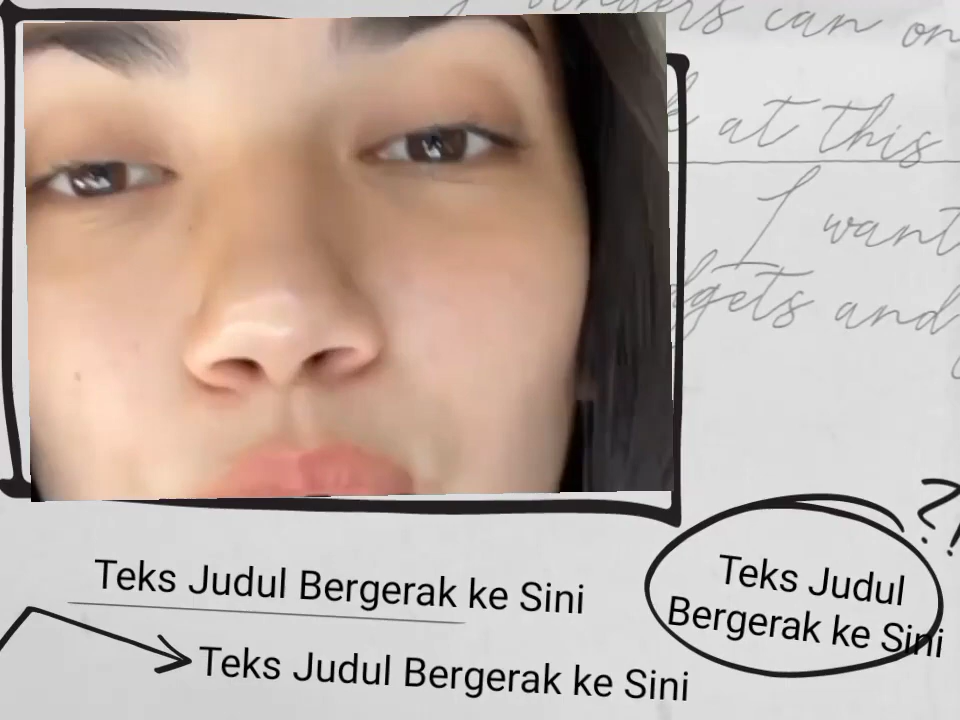 can on
at this
I want
dgets and
?!
Teks Judul Bergerak ke Sini
Teks Judul
Bergerak ke Sini
Teks Judul Bergerak ke Sini